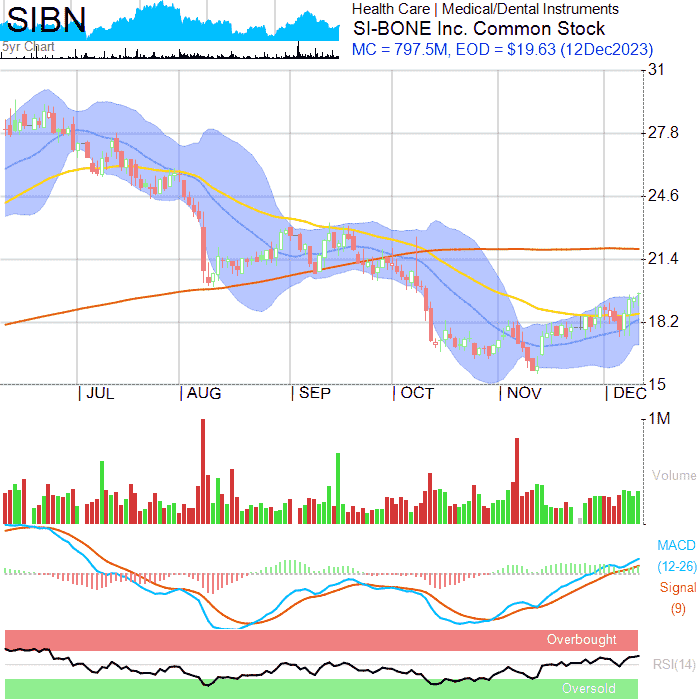 SIBN
5yr Chart
Health Care | Medical/Dental Instruments
SI-BONE Inc. Common Stock
MC = 797.5M, EOD = $19.63 (12Dec2023)
31
27.8
24.6
21.4
18.2
15
| JUL | AUG | SEP | OCT | NOV | DEC
1M
Volume
MACD
(12-26)
Signal
(9)
Overbought
RSI(14)
Oversold